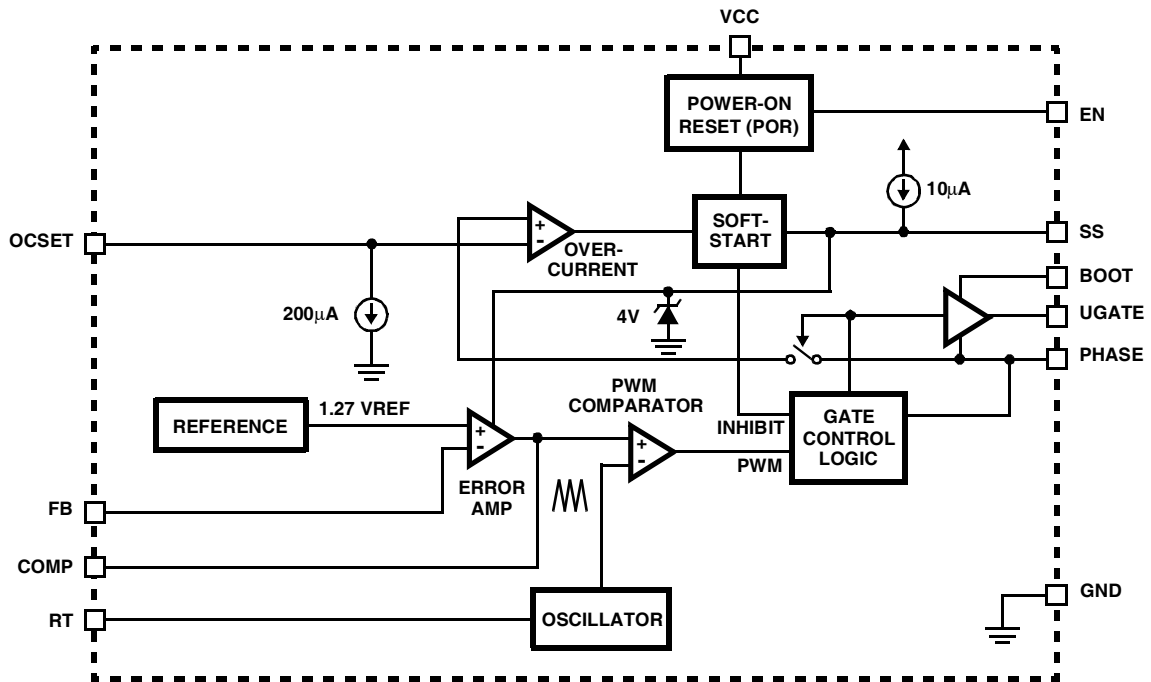 VCC
POWER-ON
RESET (POR)
EN
10µA
SOFT-
START
SS
OCSET
+
-
OVER-
CURRENT
BOOT
200µA
4V
UGATE
PHASE
PWM
COMPARATOR
REFERENCE
1.27 VREF
+
-
+
-
INHIBIT
PWM
GATE
CONTROL
LOGIC
ERROR
AMP
FB
COMP
GND
RT
OSCILLATOR